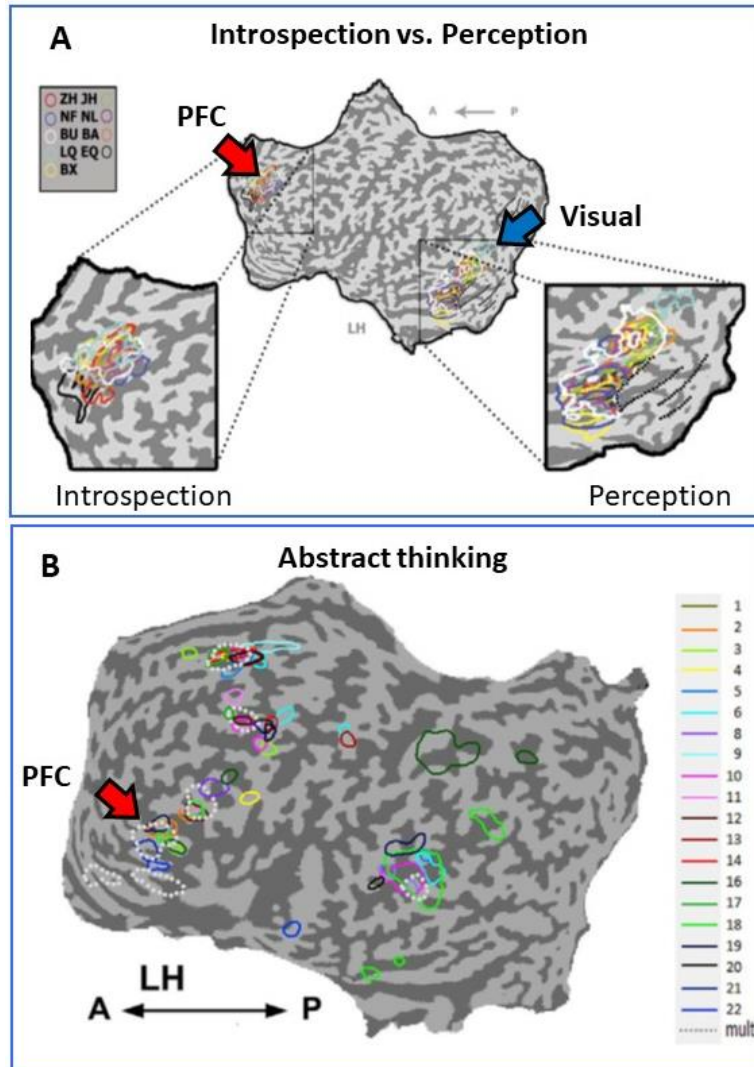 A
Introspection vs. Perception
ZH JH
NF NL
BU BA
LQ EQ
BX
PFC
A P
Visual
LH
Introspection
Perception
B
Abstract thinking
1
2
3
4
5
6
8
9
10
11
12
13
14
16
17
18
19
20
21
22
mult
PFC
LH
A P